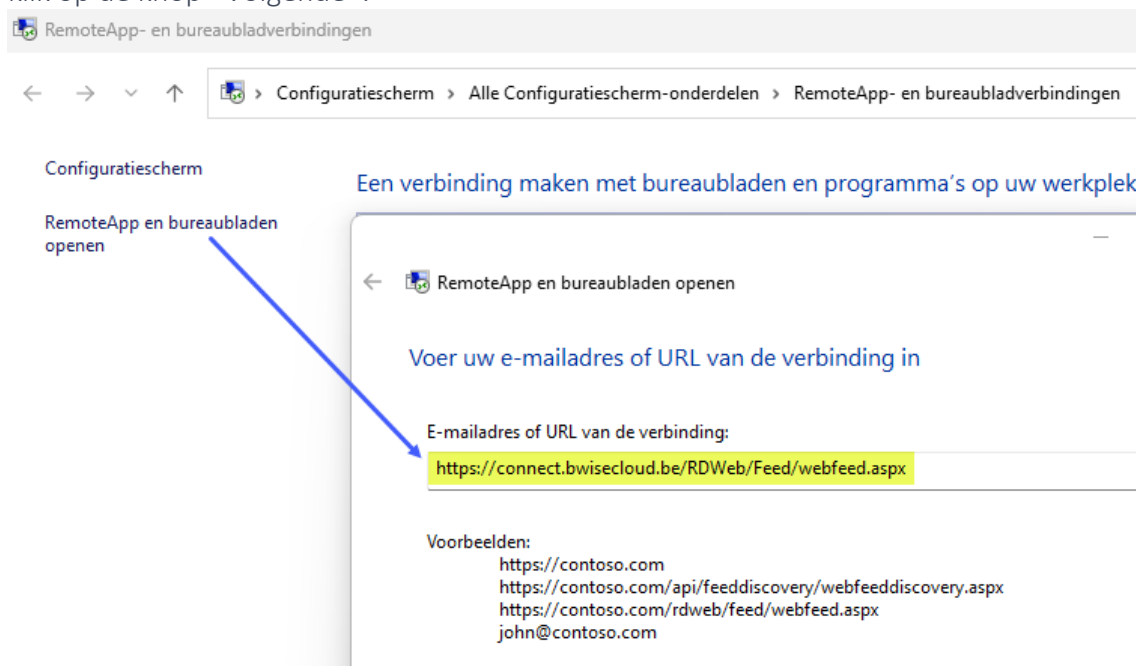 RemoteApp- en bureaubladverbindingen
Configuratiescherm > Alle Configuratiescherm-onderdelen > RemoteApp- en bureaubladverbindingen
Configuratiescherm
RemoteApp en bureaubladen
openen
Een verbinding maken met bureaubladen en programma's op uw werkplek
RemoteApp en bureaubladen openen
Voer uw e-mailadres of URL van de verbinding in
E-mailadres of URL van de verbinding:
https://connect.bwisecloud.be/RDWeb/Feed/webfeed.aspx
Voorbeelden:
https://contoso.com
https://contoso.com/api/feeddiscovery/webfeeddiscovery.aspx
https://contoso.com/rdweb/feed/webfeed.aspx
john@contoso.com